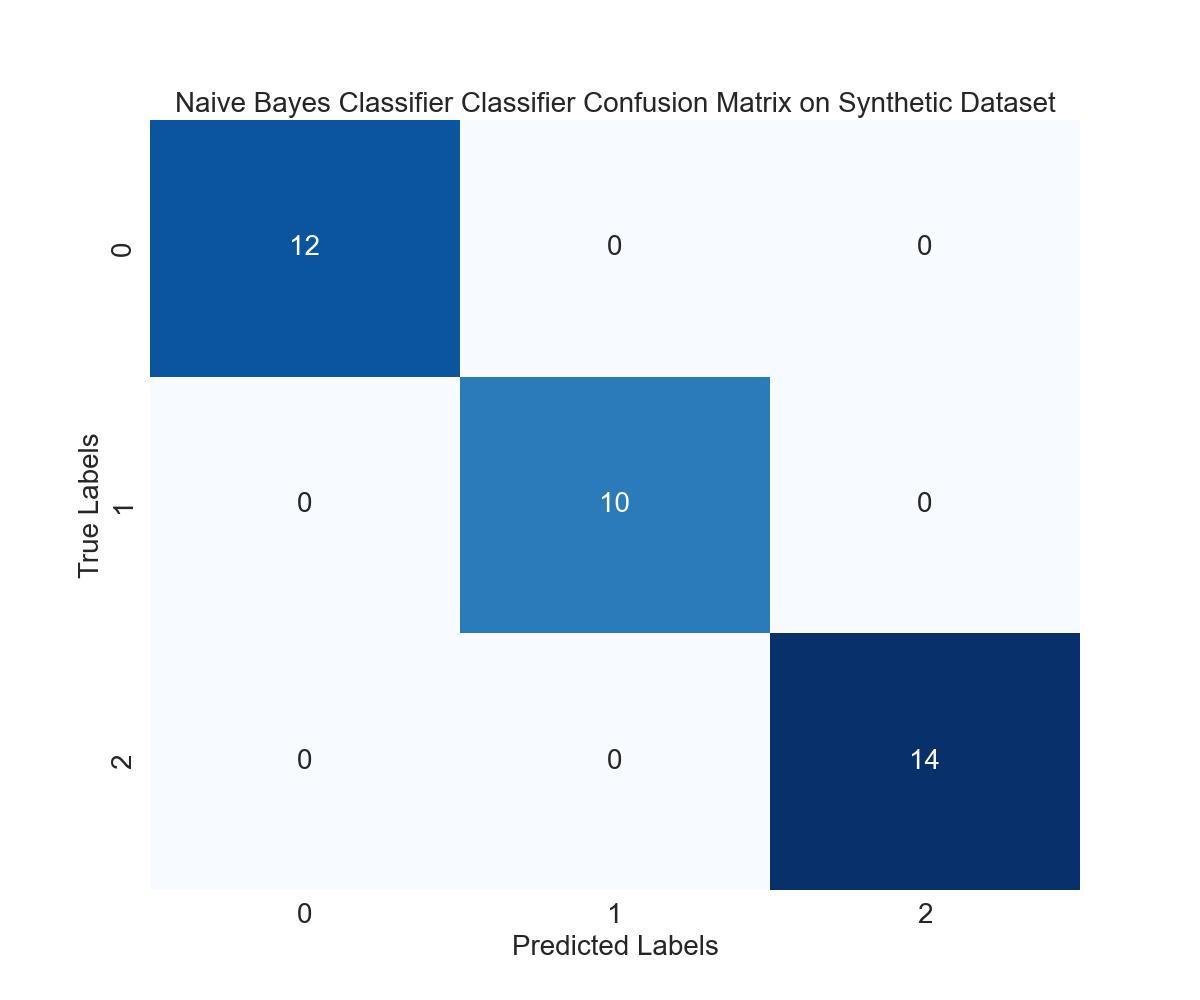 Naive Bayes Classifier Classifier Confusion Matrix on Synthetic Dataset
0
12 0 0
True Labels
1
0 10 0
2
0 0 14
0 1 2
Predicted Labels